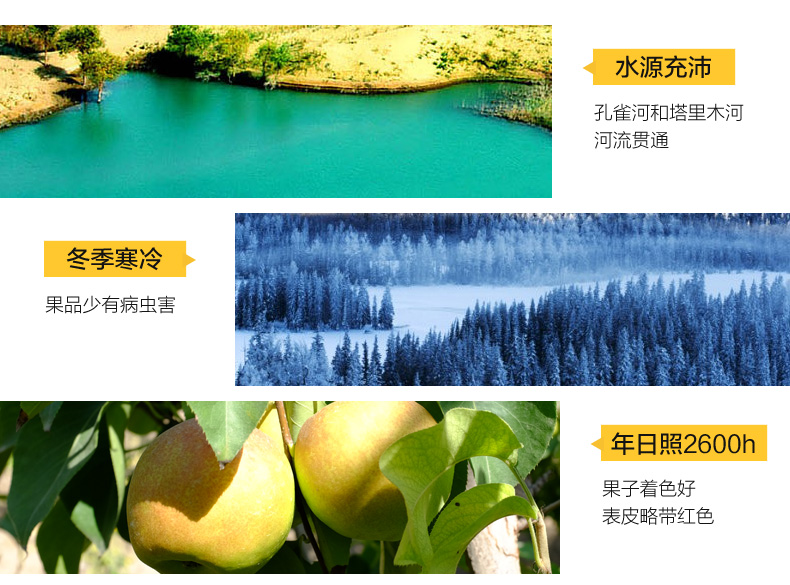 水源充沛
孔雀河和塔里木河
河流贯通
冬季寒冷
果品少有病虫害
年日照2600h
果子着色好
表皮略带红色